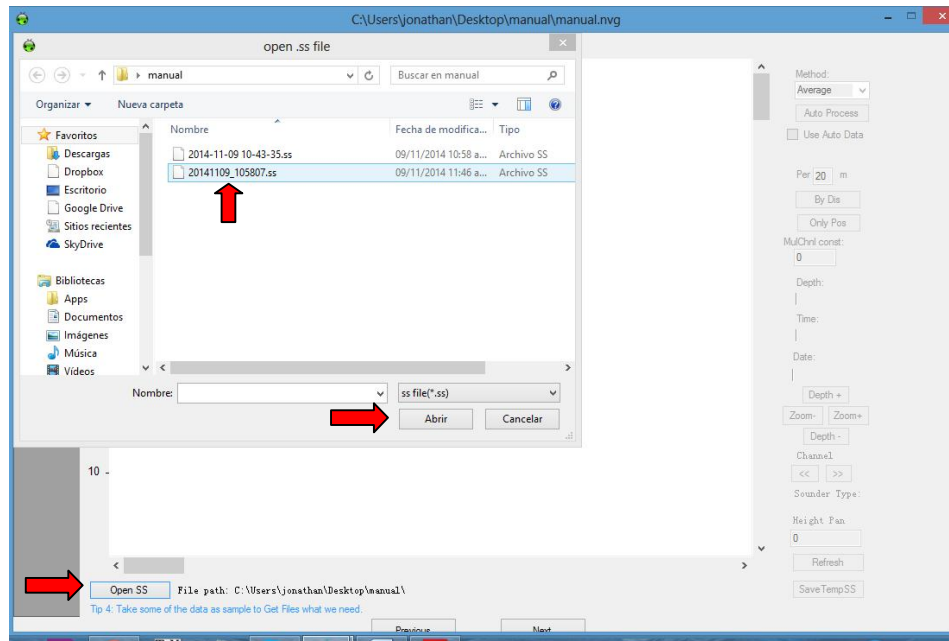 C:\Users\jonathan\Desktop\manual\manual.nvg
open .ss file
manual
Buscar en manual
Organizar
Nueva carpeta
Nombre
Fecha de modifica...
Tipo
Favoritos
Descargas
Dropbox
Escritorio
Google Drive
Sitios recientes
SkyDrive
Bibliotecas
Apps
Documentos
Imágenes
Música
Vídeos
2014-11-09 10-43-35.ss 09/11/2014 10:58 a... Archivo SS
20141109_105807.ss 09/11/2014 11:46 a... Archivo SS
Nombre:
ss file(*.ss)
Abrir
Cancelar
Method:
Average
Auto Process
Use Auto Data
Per 20 m
By Dis
Only Pos
MulChnl const:
0
Depth:
Time:
Date:
Depth +
Zoom- Zoom+
Depth -
Channel
<< >>
Sounder Type:
Height Pan
0
Refresh
SaveTempSS
10
Open SS File path: C:\Users\jonathan\Desktop\manual\
Tip 4: Take some of the data as sample to Get Files what we need.
Previous Next